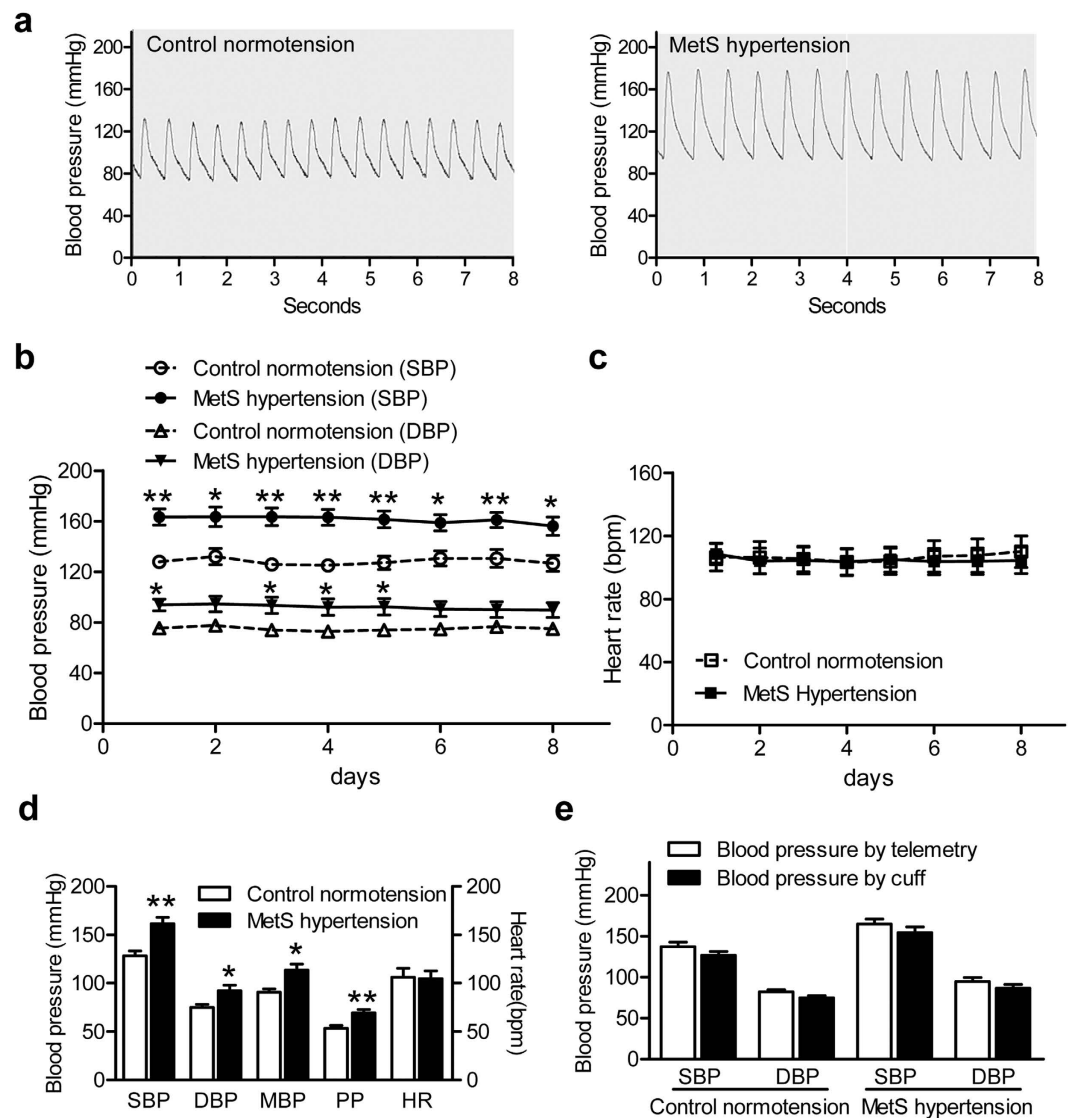 a
Control normotension
Blood pressure (mmHg)
200
160
120
80
40
0
0 1 2 3 4 5 6 7 8
Seconds
MetS hypertension
Blood pressure (mmHg)
200
160
120
80
40
0
0 1 2 3 4 5 6 7 8
Seconds
b
Control normotension (SBP)
MetS hypertension (SBP)
Control normotension (DBP)
MetS hypertension (DBP)
Blood pressure (mmHg)
200
160
120
80
40
0
** * ** ** ** * ** *
* * * *
0 2 4 6 8
days
c
Heart rate (bpm)
160
120
80
40
0
Control normotension
MetS Hypertension
0 2 4 6 8
days
d
Blood pressure (mmHg)
200
150
100
50
0
Control normotension
MetS hypertension
** * * **
200
150
100
50
0
Heart rate(bpm)
SBP DBP MBP PP HR
e
Blood pressure by telemetry
Blood pressure by cuff
Blood pressure (mmHg)
200
150
100
50
0
SBP DBP SBP DBP
Control normotension MetS hypertension